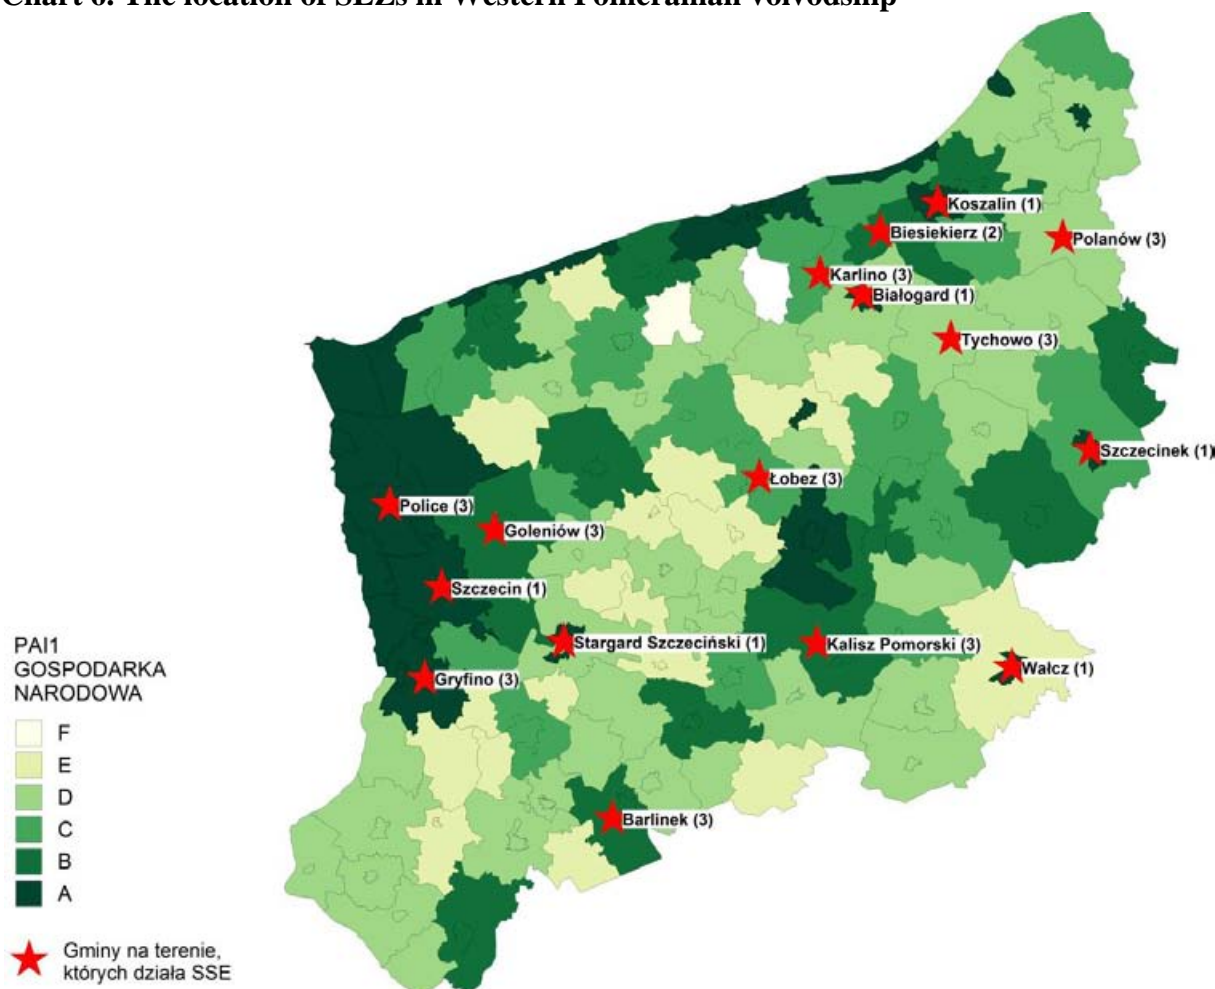 Chart 6. The location of SEZs in Western Pomeranian voivodship
Koszalin (1)
Biesiekierz (2)
Polanów (3)
Karlino (3)
Białogard (1)
Tychowo (3)
Szczecinek (1)
Łobez (3)
Police (3)
Goleniów (3)
Szczecin (1)
Stargard Szczeciński (1)
Kalisz Pomorski (3)
Wałcz (1)
Gryfino (3)
Barlinek (3)
PAI1
GOSPODARKA
NARODOWA
F
E
D
C
B
A
Gminy na terenie,
których działa SSE